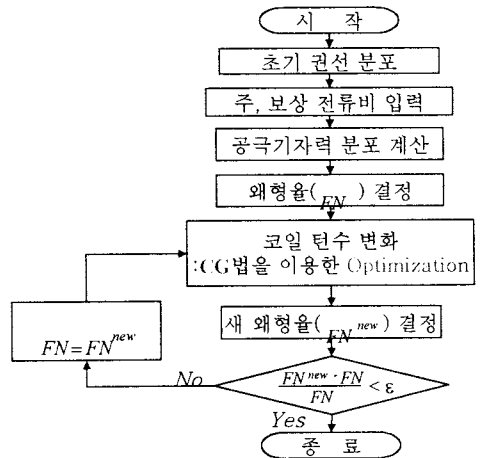 시 작
초기 권선 분포
주, 보상 전류비 입력
공극기자력 분포 계산
왜형율( FN ) 결정
코일 턴수 변화
:CG법을 이용한 Optimization
새 왜형율( FN new ) 결정
FN=FN new
No
FN new - FN
FN
< ε
Yes
종 료